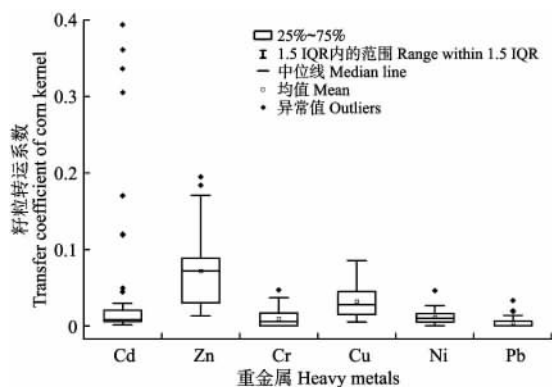 0.4
0.3
0.2
0.1
0
籽粒转运系数
Transfer coefficient of corn kernel
25%~75%
1.5 IQR内的范围 Range within 1.5 IQR
中位线 Median line
均值 Mean
异常值 Outliers
Cd Zn Cr Cu Ni Pb
重金属 Heavy metals